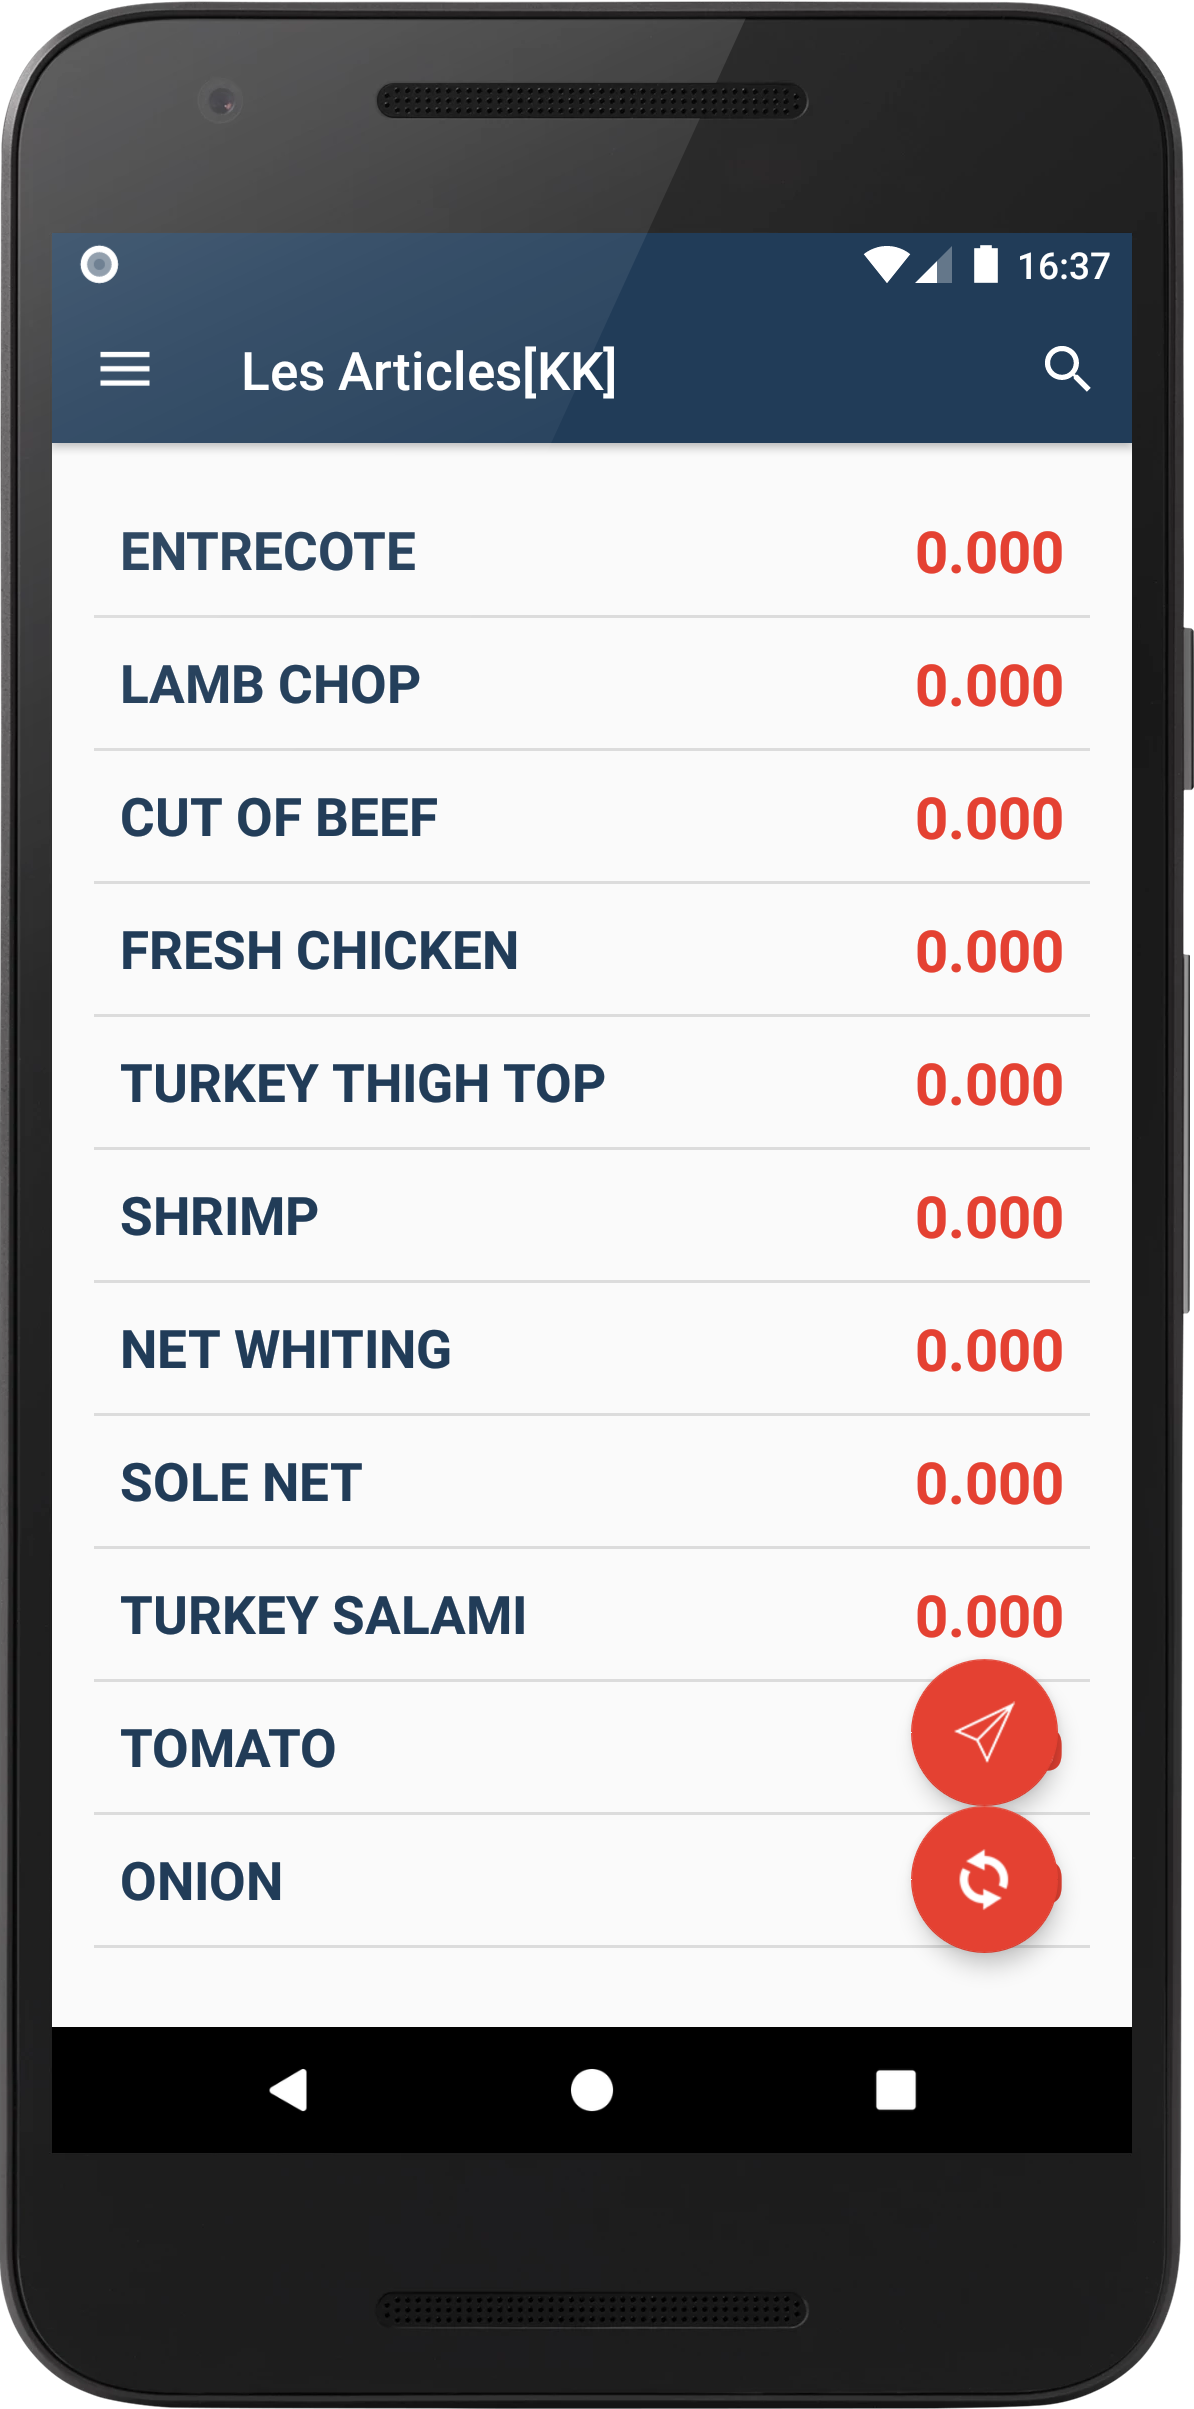 16:37
Les Articles[KK]
ENTRECOTE 0.000
LAMB CHOP 0.000
CUT OF BEEF 0.000
FRESH CHICKEN 0.000
TURKEY THIGH TOP 0.000
SHRIMP 0.000
NET WHITING 0.000
SOLE NET 0.000
TURKEY SALAMI 0.000
TOMATO
ONION